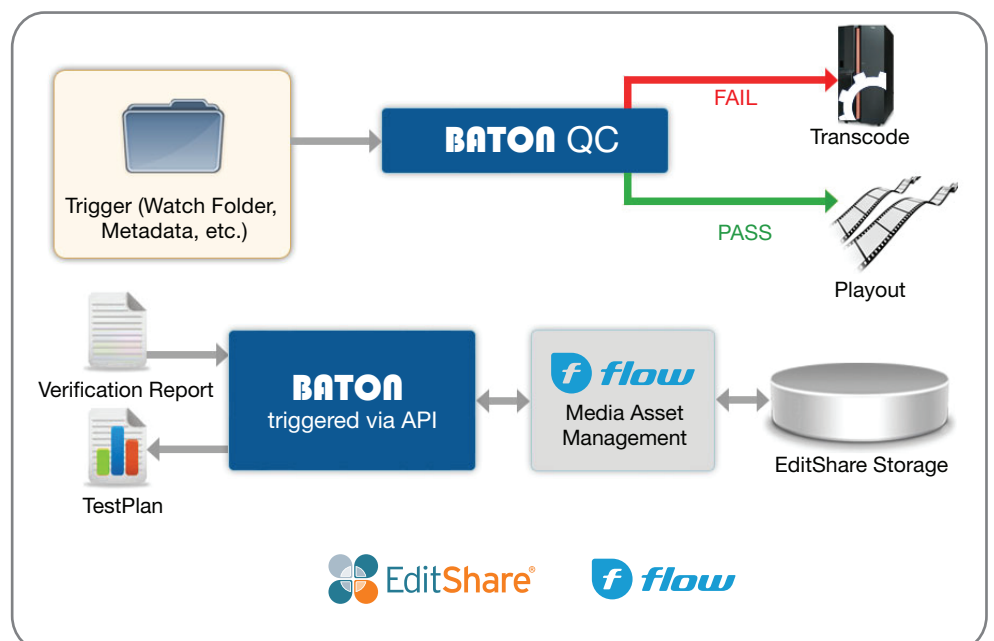 FAIL
Transcode
BATON QC
Trigger (Watch Folder,
Metadata, etc.)
PASS
Playout
Verification Report
BATON
triggered via API
flow
Media Asset
Management
EditShare Storage
TestPlan
EditShare®
flow